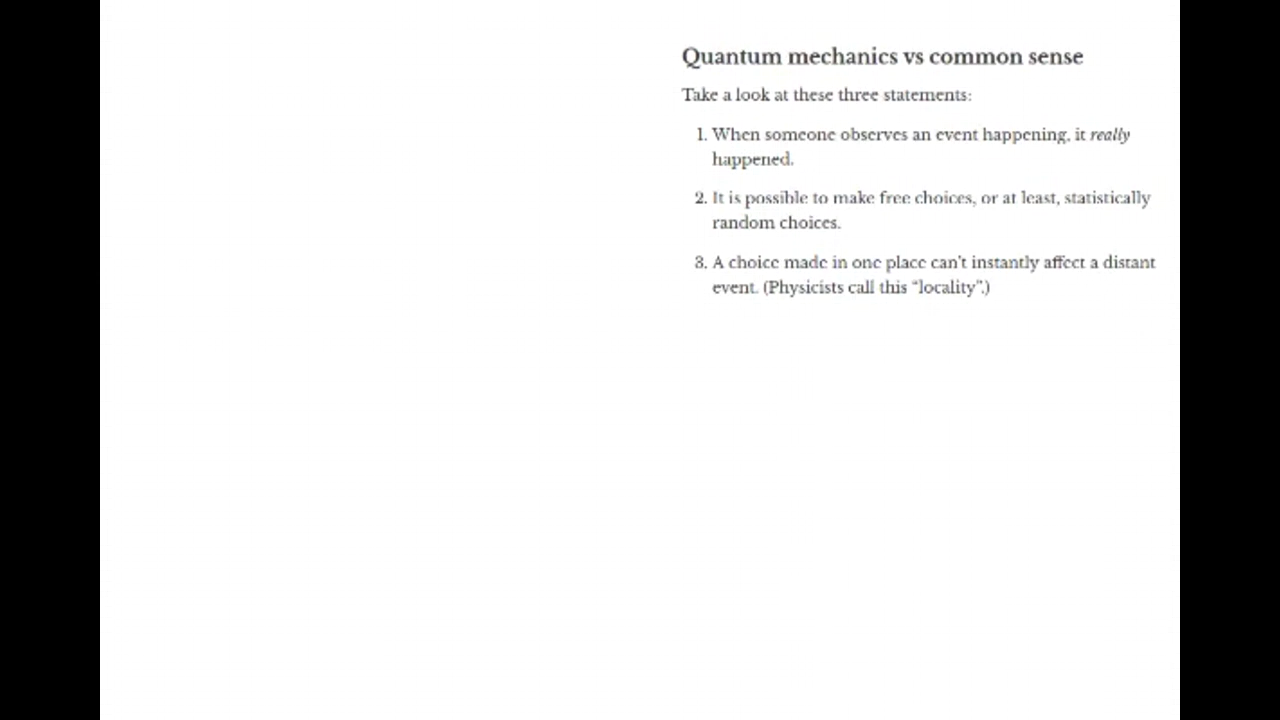 Quantum mechanics vs common sense
Take a look at these three statements:
1. When someone observes an event happening, it really
happened.
2. It is possible to make free choices, or at least, statistically
random choices.
3. A choice made in one place can’t instantly affect a distant
event. (Physicists call this “locality”.)